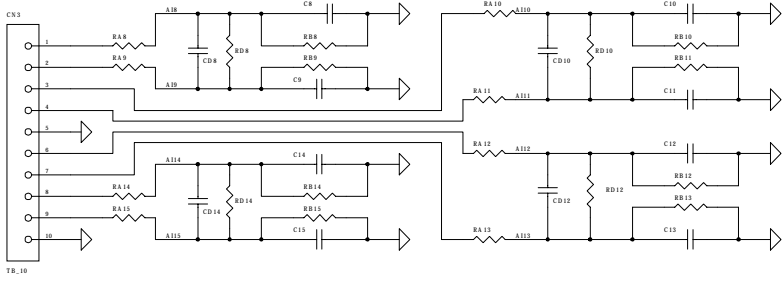 CN3
1
2
3
4
5
6
7
8
9
10
TB_10
RA8
RA9
AI8
AI9
CD8
RD8
C8
RB8
RB9
C9
RA10
AI10
RA11
AI11
CD10
RD10
C10
RB10
RB11
C11
RA14
RA15
AI14
AI15
CD14
RD14
C14
RB14
RB15
C15
RA12
AI12
RA13
AI13
CD12
RD12
C12
RB12
RB13
C13